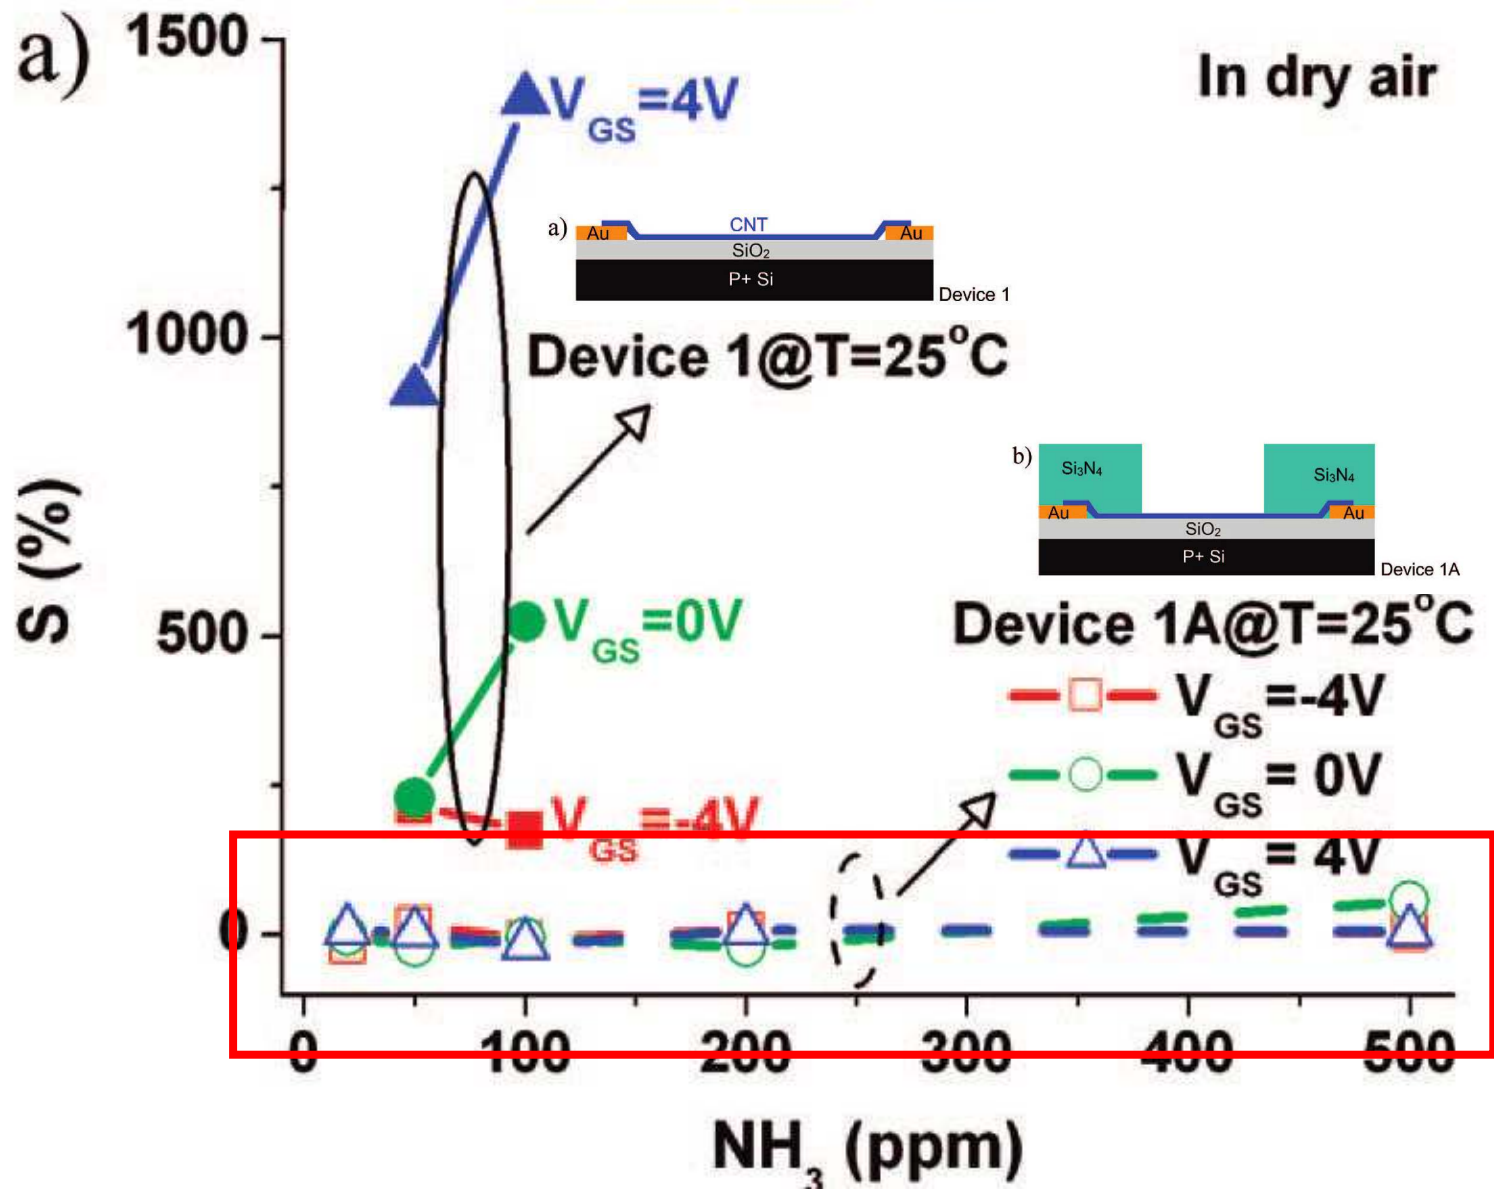 a)
1500
In dry air
V_GS=4V
a)
CNT
Au
Au
SiO₂
P+ Si
Device 1
1000
Device 1@T=25°C
b)
Si₃N₄
Si₃N₄
Au
Au
SiO₂
P+ Si
Device 1A
S (%)
500
V_GS=0V
Device 1A@T=25°C
V_GS=-4V
V_GS= 0V
V_GS=-4V
V_GS= 4V
0
0 100 200 300 400 500
NH₃ (ppm)